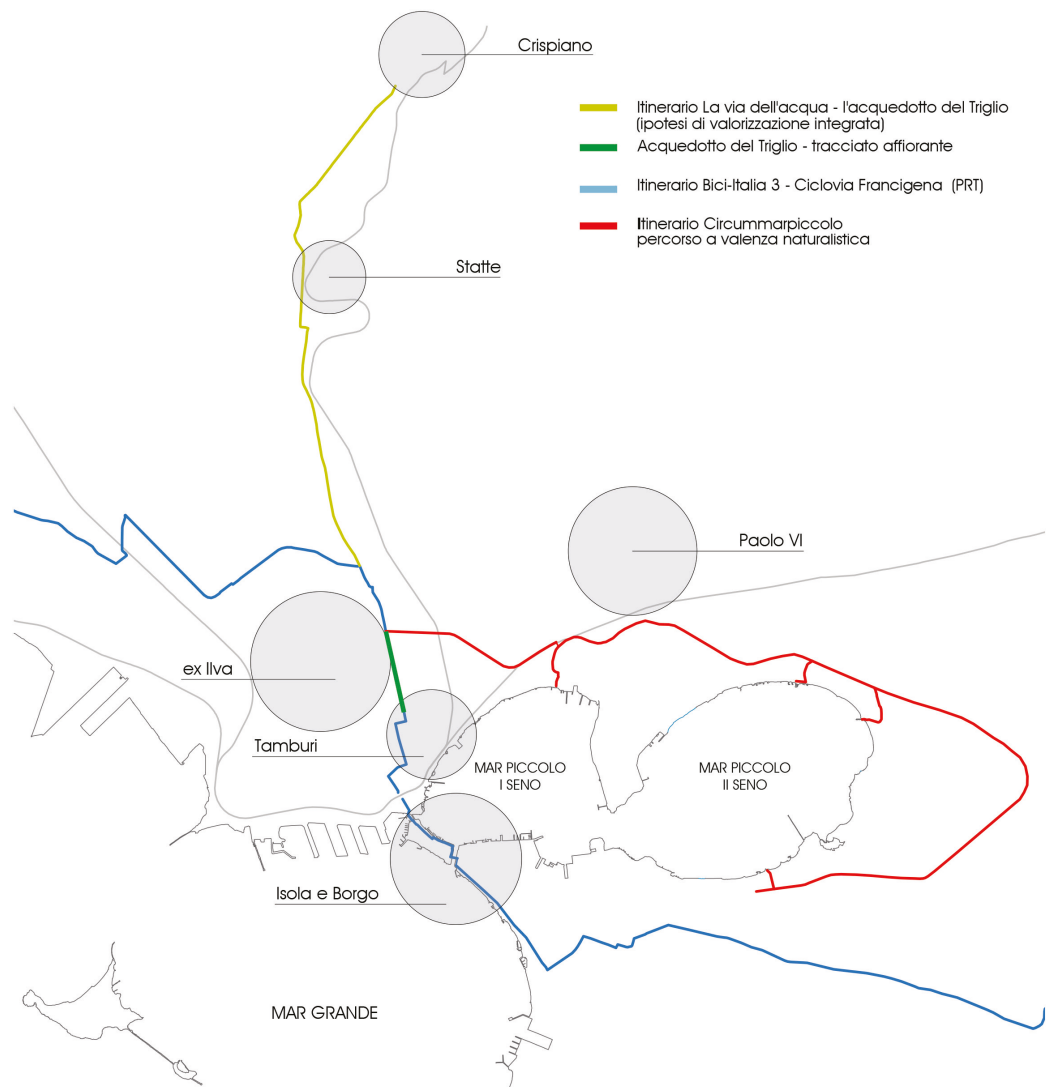 Crispiano
Itinerario La via dell'acqua - l'acquedotto del Triglio
(ipotesi di valorizzazione integrata)
Acquedotto del Triglio - tracciato affiorante
Itinerario Bici-Italia 3 - Ciclovia Francigena (PRT)
Itinerario Circummarpiccolo
percorso a valenza naturalistica
Statte
Paolo VI
ex Ilva
Tamburi
MAR PICCOLO
I SENO
MAR PICCOLO
II SENO
Isola e Borgo
MAR GRANDE